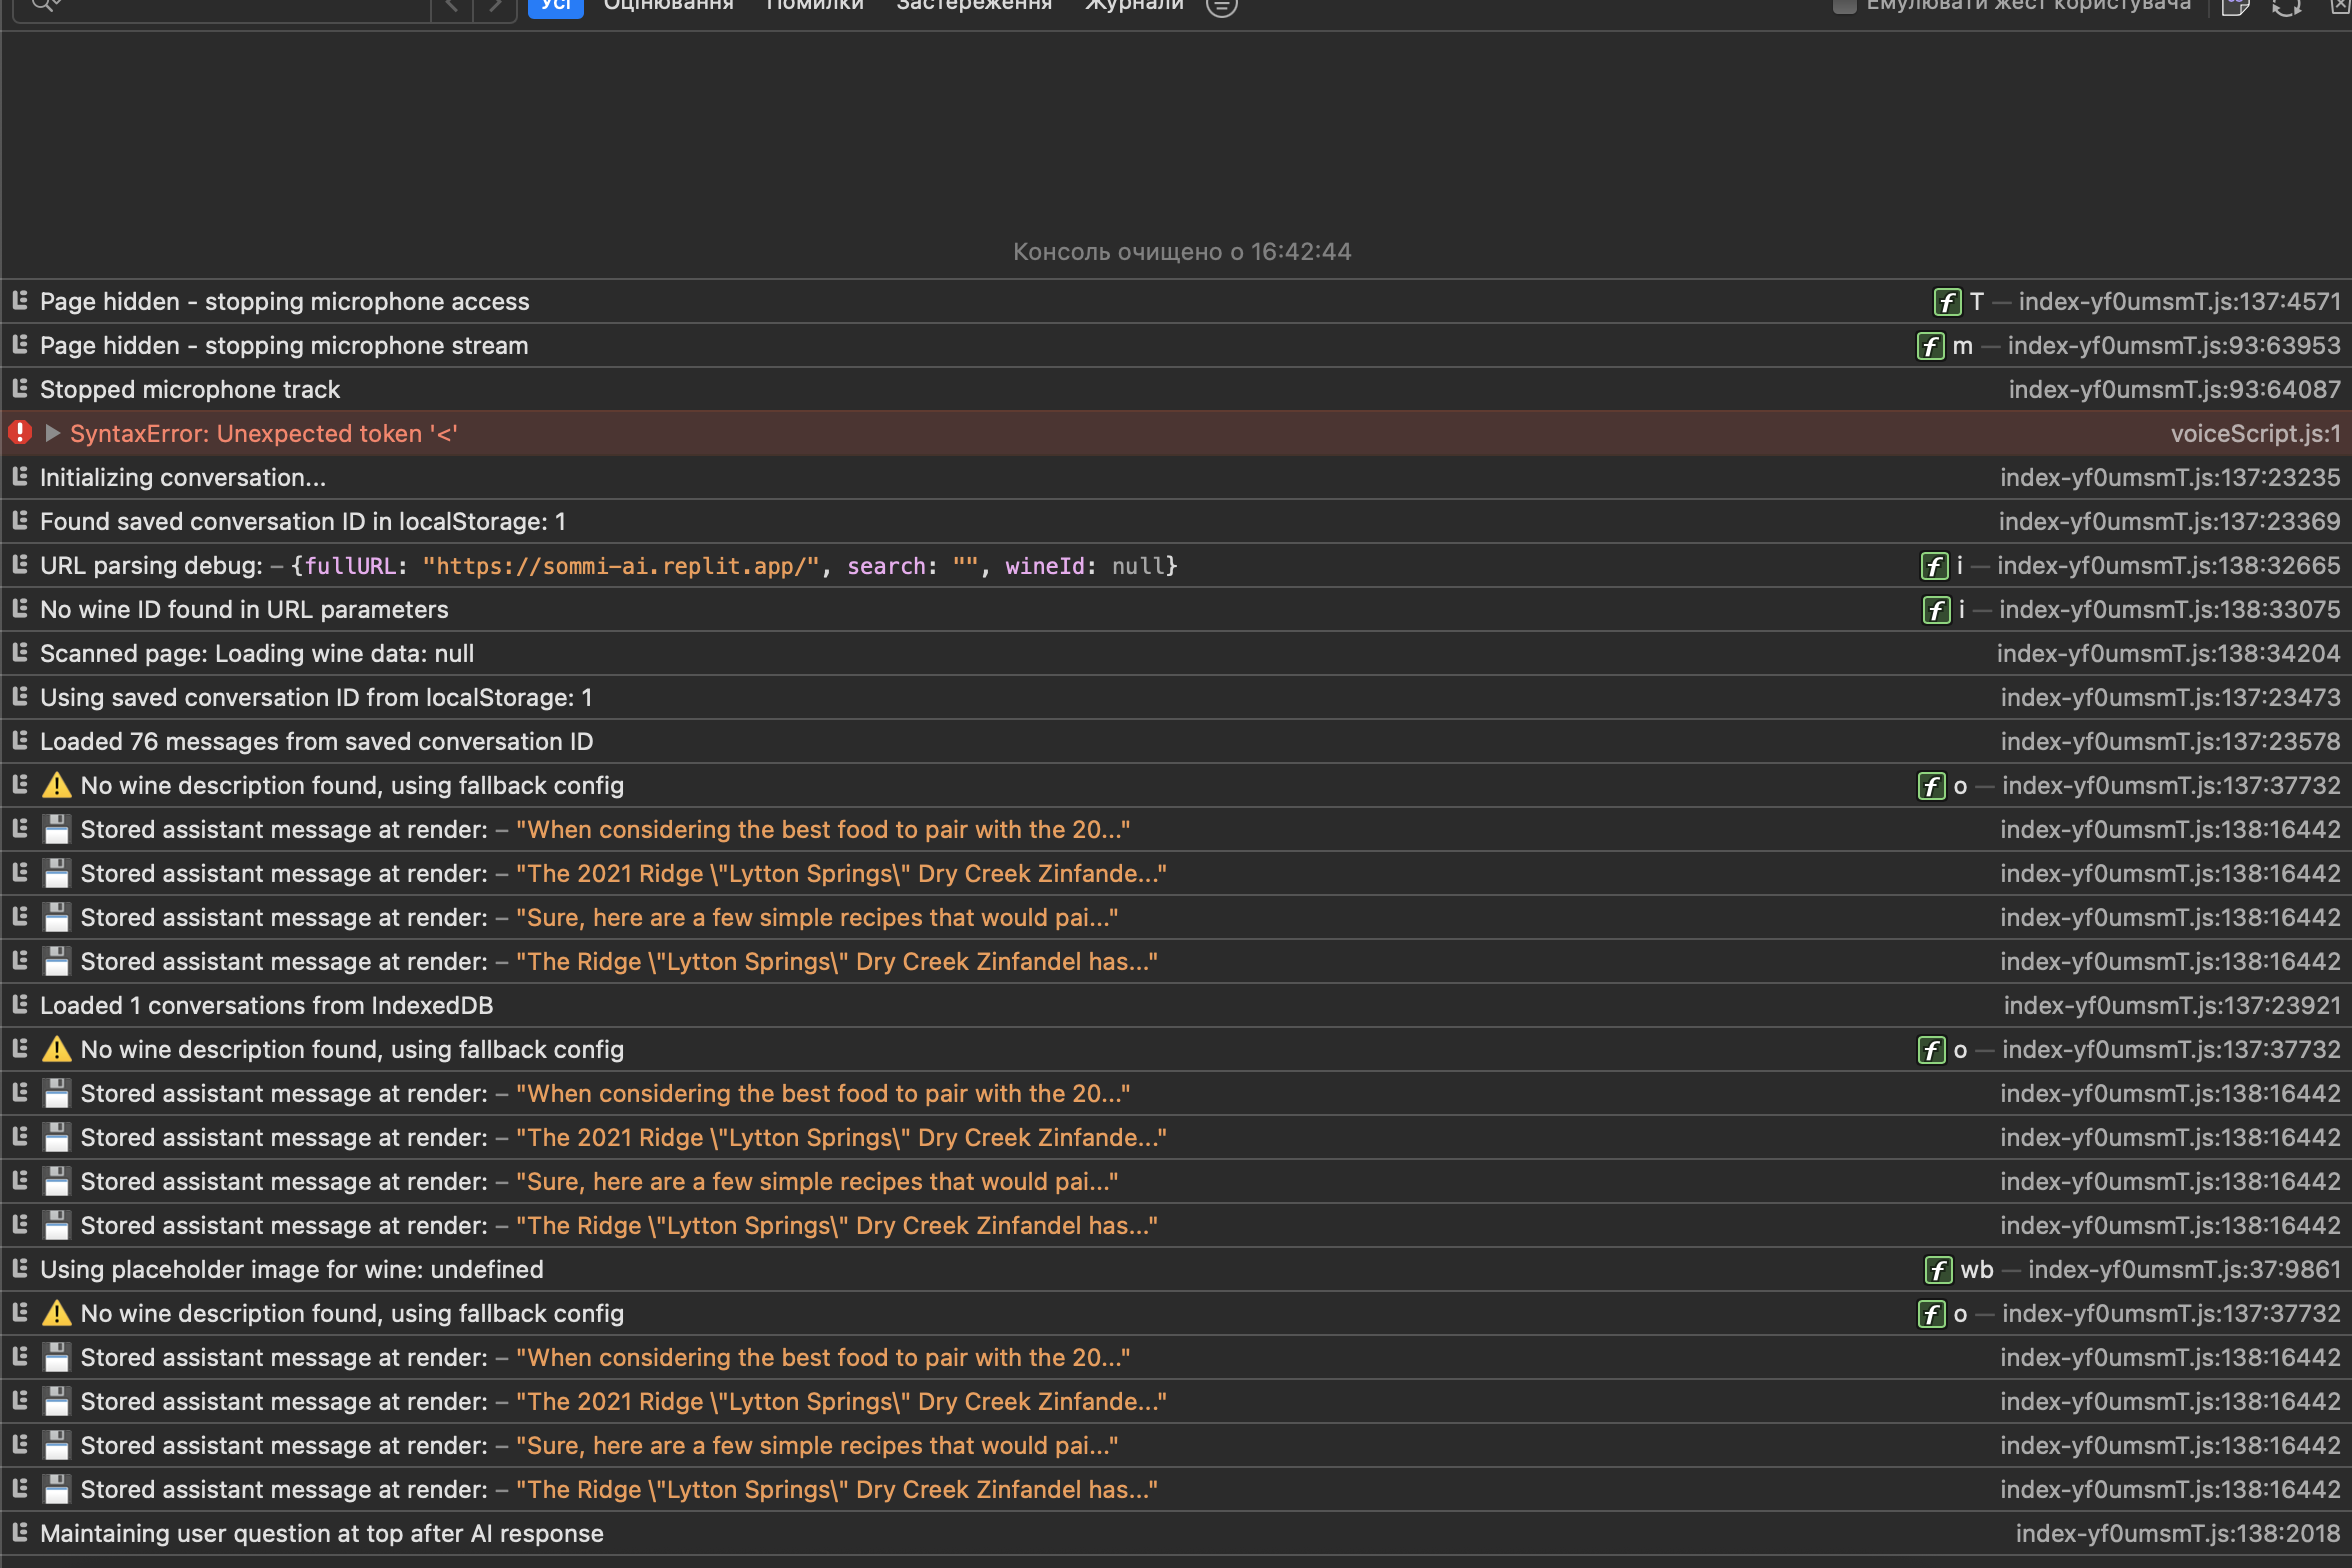 Усі Оцінювання Помилки Застереження Журнали Емулювати жест користувача
Консоль очищено о 16:42:44
Page hidden - stopping microphone access f T — index-yf0umsmT.js:137:4571
Page hidden - stopping microphone stream f m — index-yf0umsmT.js:93:63953
Stopped microphone track index-yf0umsmT.js:93:64087
SyntaxError: Unexpected token '<' voiceScript.js:1
Initializing conversation... index-yf0umsmT.js:137:23235
Found saved conversation ID in localStorage: 1 index-yf0umsmT.js:137:23369
URL parsing debug: – {fullURL: "https://sommi-ai.replit.app/", search: "", wineId: null} f i — index-yf0umsmT.js:138:32665
No wine ID found in URL parameters f i — index-yf0umsmT.js:138:33075
Scanned page: Loading wine data: null index-yf0umsmT.js:138:34204
Using saved conversation ID from localStorage: 1 index-yf0umsmT.js:137:23473
Loaded 76 messages from saved conversation ID index-yf0umsmT.js:137:23578
⚠️ No wine description found, using fallback config f o — index-yf0umsmT.js:137:37732
💾 Stored assistant message at render: – "When considering the best food to pair with the 20..." index-yf0umsmT.js:138:16442
💾 Stored assistant message at render: – "The 2021 Ridge \"Lytton Springs\" Dry Creek Zinfande..." index-yf0umsmT.js:138:16442
💾 Stored assistant message at render: – "Sure, here are a few simple recipes that would pai..." index-yf0umsmT.js:138:16442
💾 Stored assistant message at render: – "The Ridge \"Lytton Springs\" Dry Creek Zinfandel has..." index-yf0umsmT.js:138:16442
Loaded 1 conversations from IndexedDB index-yf0umsmT.js:137:23921
⚠️ No wine description found, using fallback config f o — index-yf0umsmT.js:137:37732
💾 Stored assistant message at render: – "When considering the best food to pair with the 20..." index-yf0umsmT.js:138:16442
💾 Stored assistant message at render: – "The 2021 Ridge \"Lytton Springs\" Dry Creek Zinfande..." index-yf0umsmT.js:138:16442
💾 Stored assistant message at render: – "Sure, here are a few simple recipes that would pai..." index-yf0umsmT.js:138:16442
💾 Stored assistant message at render: – "The Ridge \"Lytton Springs\" Dry Creek Zinfandel has..." index-yf0umsmT.js:138:16442
Using placeholder image for wine: undefined f wb — index-yf0umsmT.js:37:9861
⚠️ No wine description found, using fallback config f o — index-yf0umsmT.js:137:37732
💾 Stored assistant message at render: – "When considering the best food to pair with the 20..." index-yf0umsmT.js:138:16442
💾 Stored assistant message at render: – "The 2021 Ridge \"Lytton Springs\" Dry Creek Zinfande..." index-yf0umsmT.js:138:16442
💾 Stored assistant message at render: – "Sure, here are a few simple recipes that would pai..." index-yf0umsmT.js:138:16442
💾 Stored assistant message at render: – "The Ridge \"Lytton Springs\" Dry Creek Zinfandel has..." index-yf0umsmT.js:138:16442
Maintaining user question at top after AI response index-yf0umsmT.js:138:2018